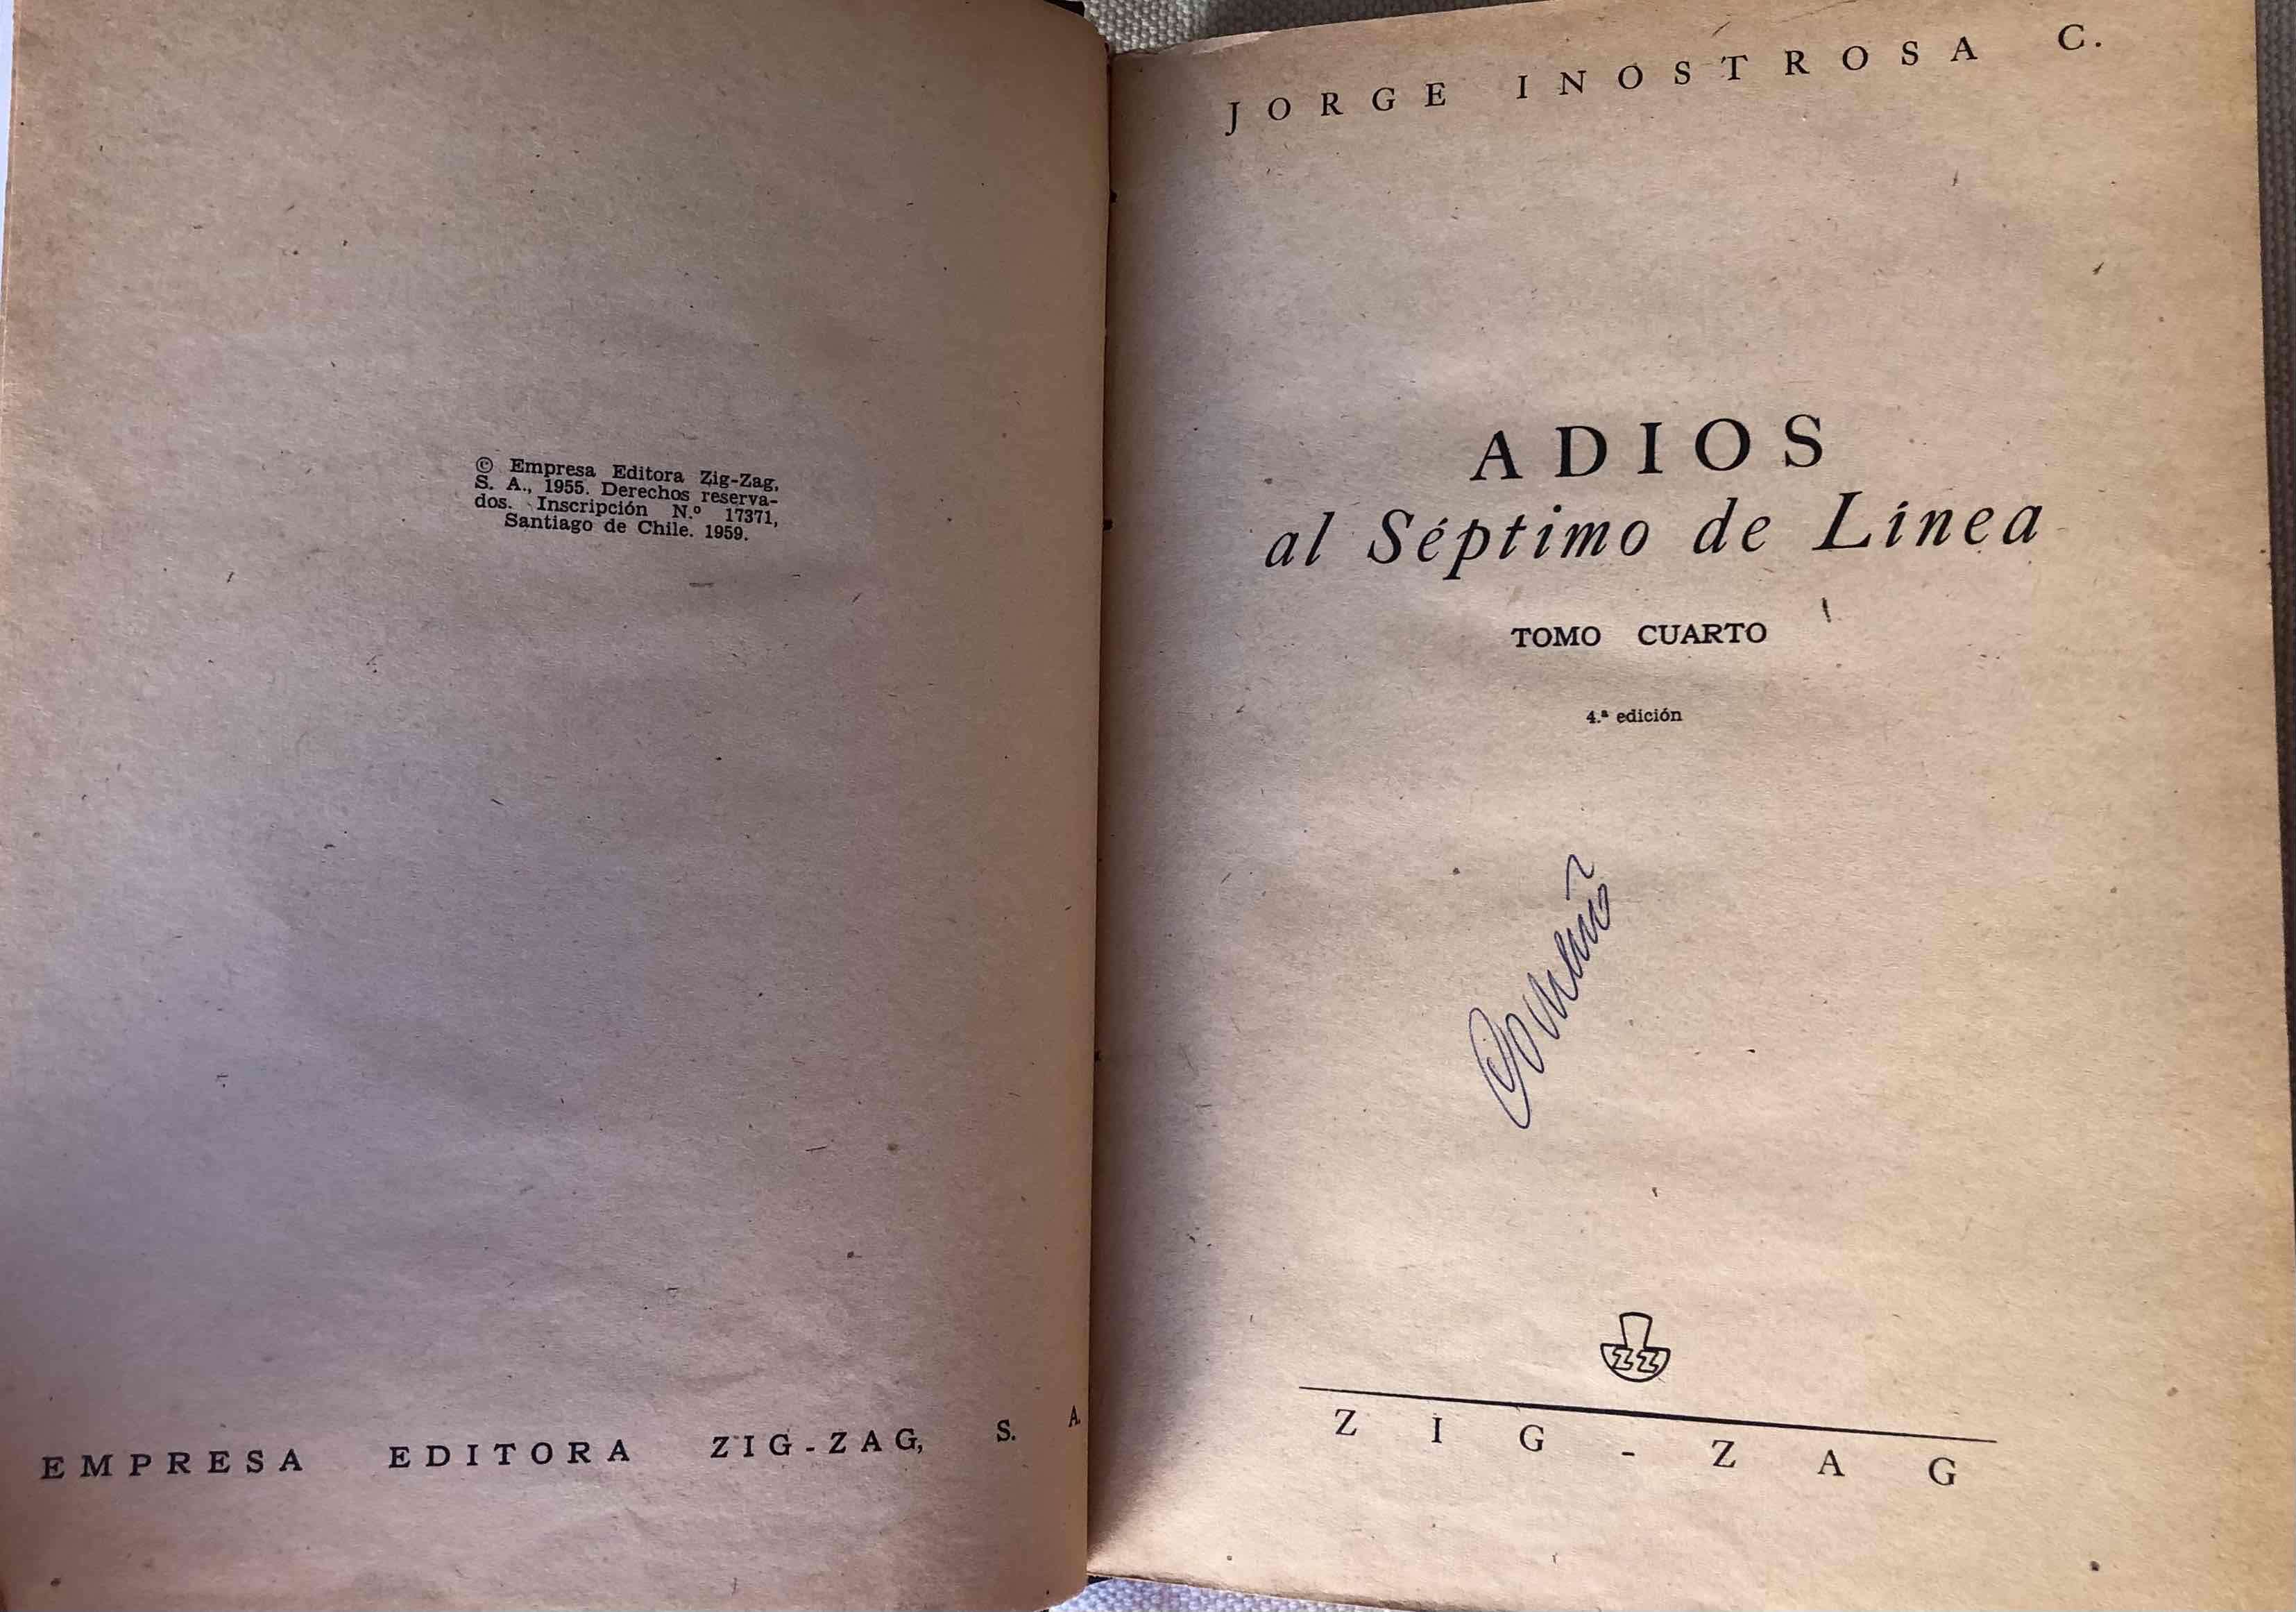 © Empresa Editora Zig-Zag,
S. A., 1955. Derechos reserva-
dos. Inscripción N.º 17371,
Santiago de Chile. 1959.
EMPRESA EDITORA ZIG-ZAG, S. A.
JORGE INOSTROSA C.
ADIOS
al Séptimo de Línea
TOMO CUARTO
4.ª edición
ZZ
ZIG-ZAG